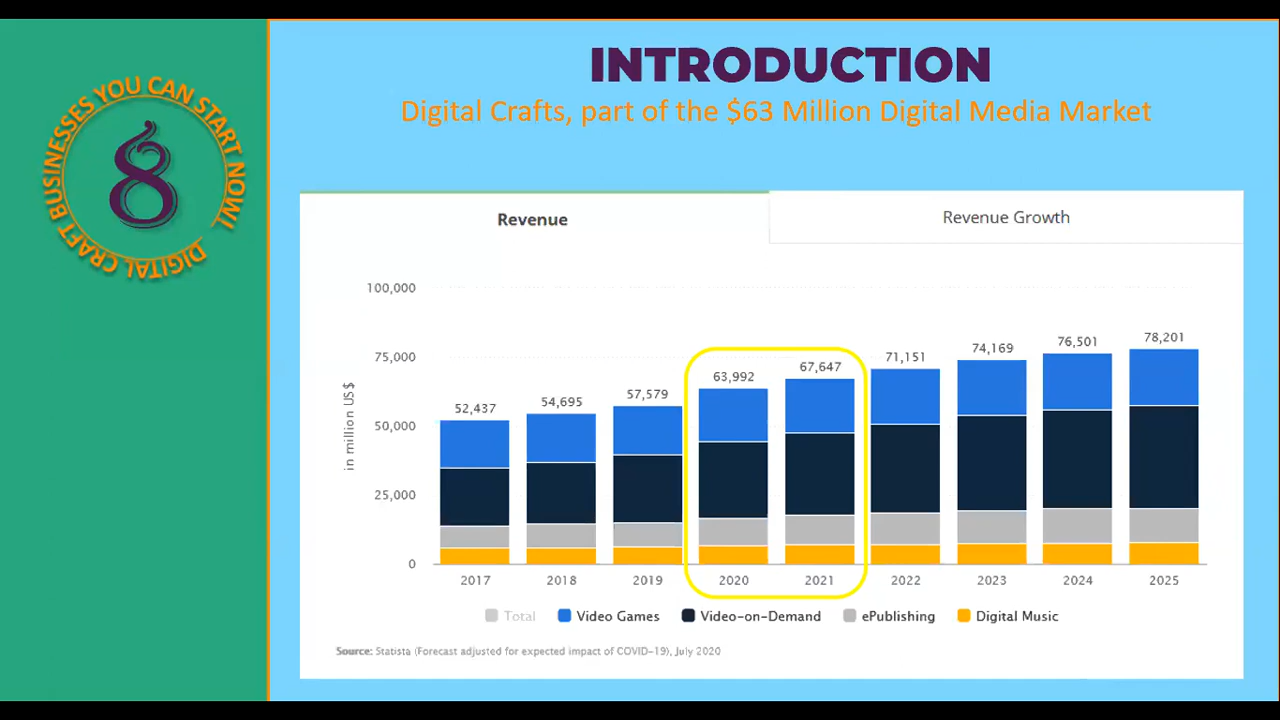 INTRODUCTION
Digital Crafts, part of the $63 Million Digital Media Market
8
DIGITAL CRAFT BUSINESSES YOU CAN START NOW!
Revenue
Revenue Growth
in million US$
100,000
75,000
50,000
25,000
0
52,437
54,695
57,579
63,992
67,647
71,151
74,169
76,501
78,201
2017 2018 2019 2020 2021 2022 2023 2024 2025
Total Video Games Video-on-Demand ePublishing Digital Music
Source: Statista (Forecast adjusted for expected impact of COVID-19), July 2020